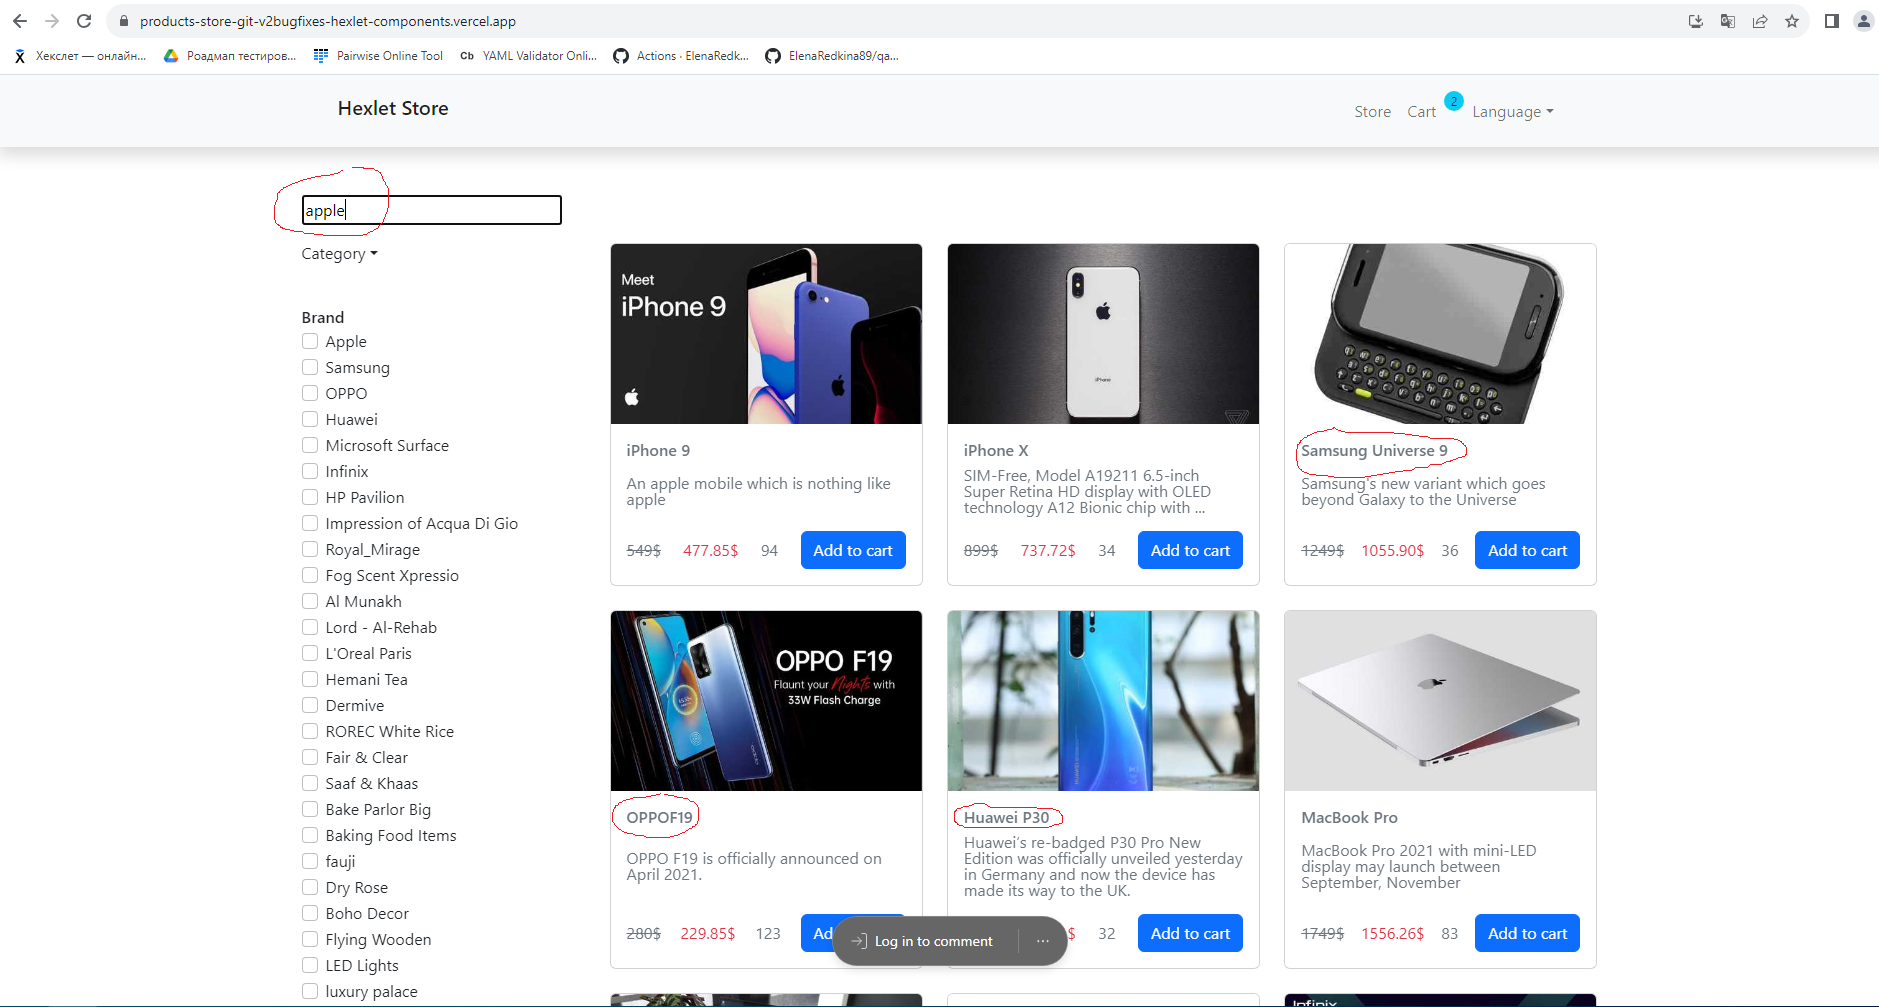 products-store-git-v2bugfixes-hexlet-components.vercel.app
Хекслет — онлайн...
Роадмап тестиров...
Pairwise Online Tool
Cb YAML Validator Onli...
Actions · ElenaRedk...
ElenaRedkina89/qa...
Hexlet Store
Store
Cart
2
Language
apple
Category
Brand
Apple
Samsung
OPPO
Huawei
Microsoft Surface
Infinix
HP Pavilion
Impression of Acqua Di Gio
Royal_Mirage
Fog Scent Xpressio
Al Munakh
Lord - Al-Rehab
L'Oreal Paris
Hemani Tea
Dermive
ROREC White Rice
Fair & Clear
Saaf & Khaas
Bake Parlor Big
Baking Food Items
fauji
Dry Rose
Boho Decor
Flying Wooden
LED Lights
luxury palace
Meet
iPhone 9
iPhone 9
An apple mobile which is nothing like
apple
549$ 477.85$ 94 Add to cart
iPhone
iPhone X
SIM-Free, Model A19211 6.5-inch
Super Retina HD display with OLED
technology A12 Bionic chip with ...
899$ 737.72$ 34 Add to cart
Samsung Universe 9
Samsung's new variant which goes
beyond Galaxy to the Universe
1249$ 1055.90$ 36 Add to cart
OPPO F19
Flaunt your Nights with
33W Flash Charge
OPPOF19
OPPO F19 is officially announced on
April 2021.
280$ 229.85$ 123 Ad
Huawei P30
Huawei's re-badged P30 Pro New
Edition was officially unveiled yesterday
in Germany and now the device has
made its way to the UK.
$ 32 Add to cart
MacBook Pro
MacBook Pro 2021 with mini-LED
display may launch between
September, November
1749$ 1556.26$ 83 Add to cart
Log in to comment
Infinix